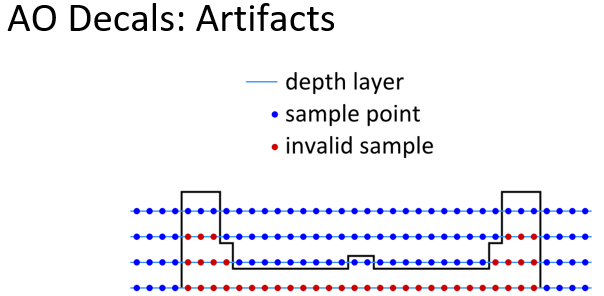 AO Decals: Artifacts
depth layer
sample point
invalid sample